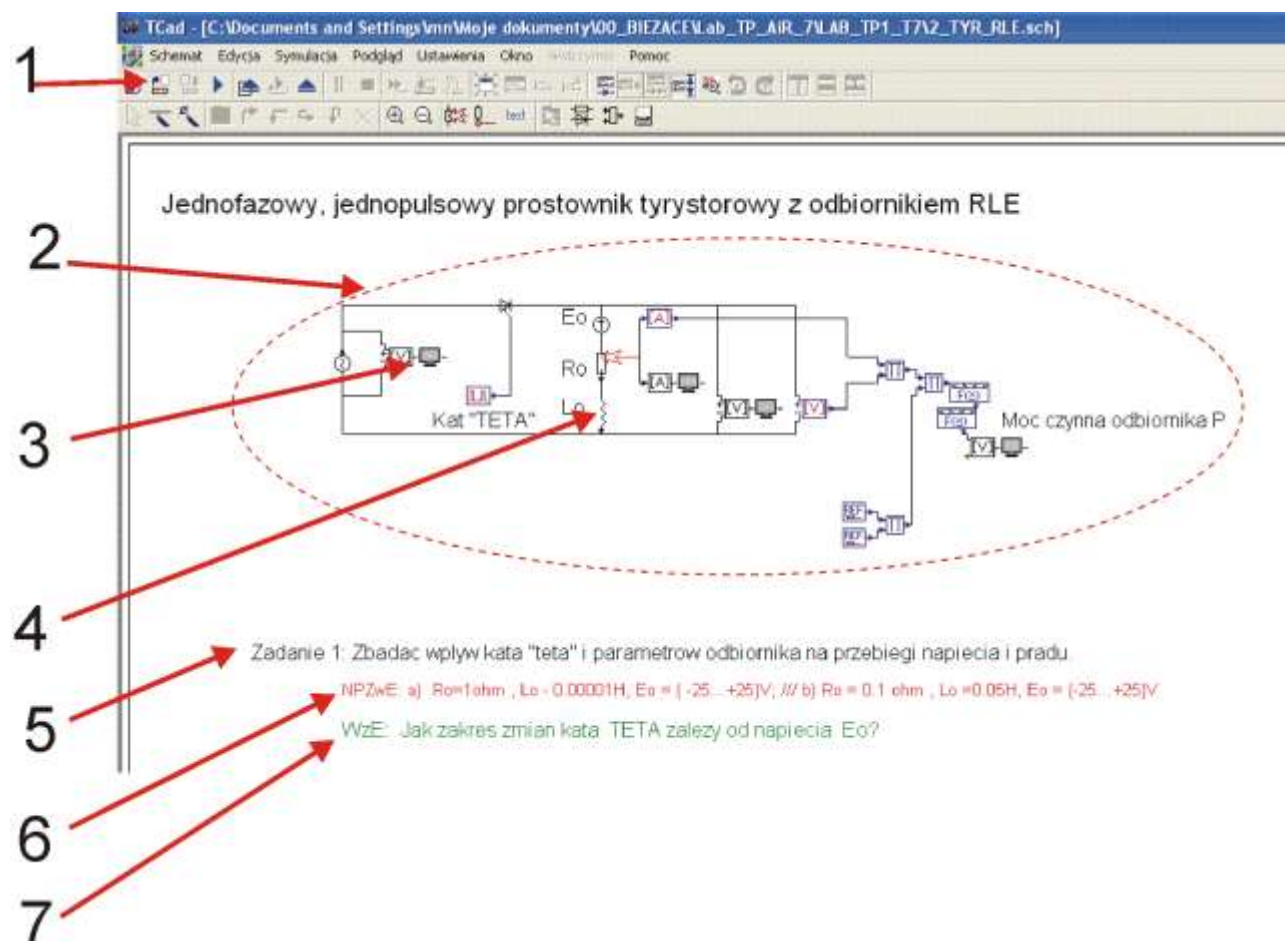 TCad - [C:\Documents and Settings\mn\Moje dokumenty\00_BIEZACE\Lab_TP_AiR_7\LAB_TP1_T7\2_TYR_RLE.sch]
Schemat Edycja Symulacja Podgląd Ustawienia Okno Pomoc
1
text
Jednofazowy, jednopulsowy prostownik tyrystorowy z odbiornikiem RLE
2
Eo
[A]
[V]
Ro
[A]
F(s)
Lo
[V]
[V]
Kat "TETA"
F(s)
Moc czynna odbiornika P
3
[V]
REF
REF
4
Zadanie 1: Zbadac wplyw kata "teta" i parametrow odbiornika na przebiegi napiecia i pradu.
NPZwE: a) Ro=1ohm , Lo - 0.00001H, Eo = ( -25... +25)V; /// b) Ro = 0.1 ohm , Lo =0.05H, Eo = (-25... +25)V
5
WzE: Jak zakres zmian kata TETA zalezy od napiecia Eo?
6
7